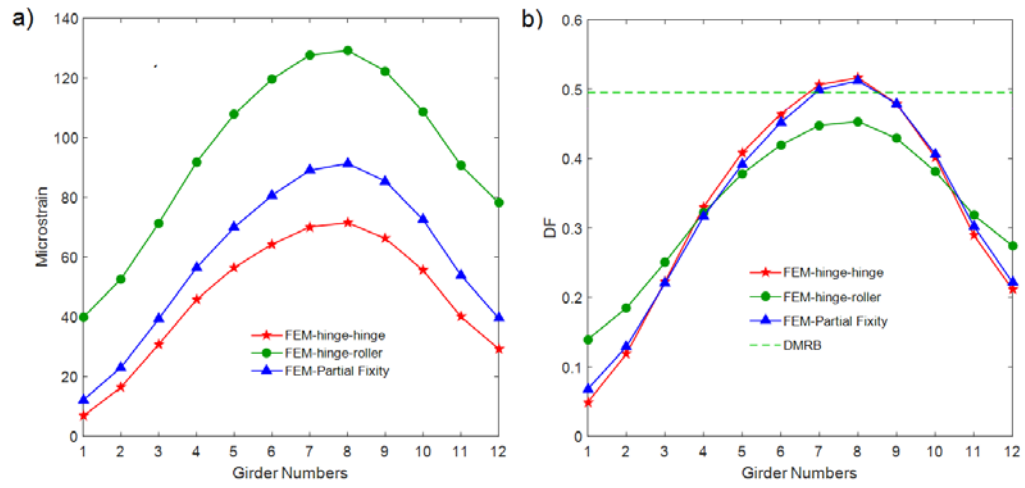 a)
140
120
100
80
60
40
20
0
Microstrain
FEM-hinge-hinge
FEM-hinge-roller
FEM-Partial Fixity
1 2 3 4 5 6 7 8 9 10 11 12
Girder Numbers
b)
0.6
0.5
0.4
0.3
0.2
0.1
0
DF
FEM-hinge-hinge
FEM-hinge-roller
FEM-Partial Fixity
DMRB
1 2 3 4 5 6 7 8 9 10 11 12
Girder Numbers